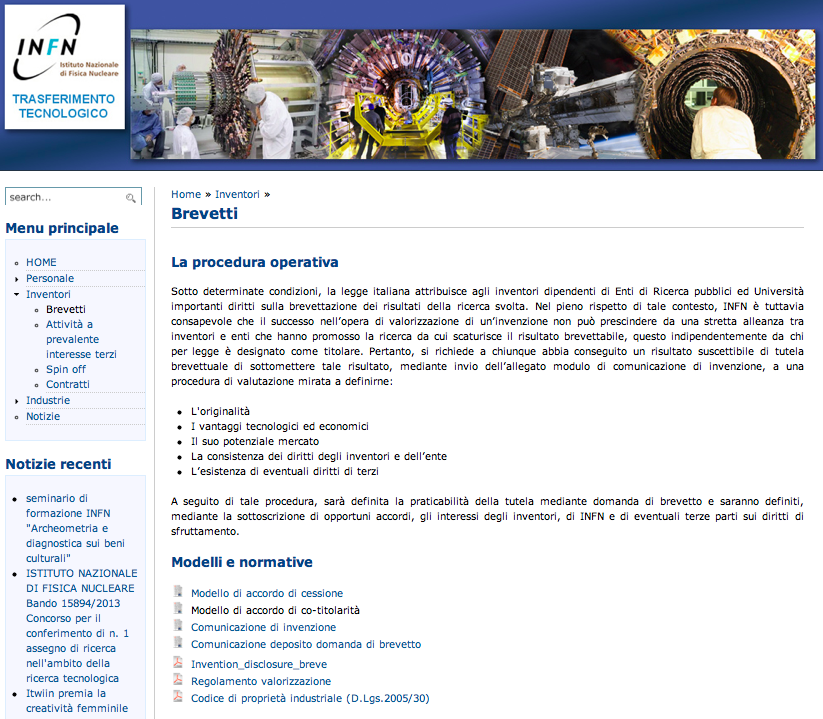 INFN
Istituto Nazionale
di Fisica Nucleare
TRASFERIMENTO
TECNOLOGICO
search...
Menu principale
HOME
Personale
Inventori
Brevetti
Attività a
prevalente
interesse terzi
Spin off
Contratti
Industrie
Notizie
Notizie recenti
seminario di
formazione INFN
"Archeometria e
diagnostica sui beni
culturali"
ISTITUTO NAZIONALE
DI FISICA NUCLEARE
Bando 15894/2013
Concorso per il
conferimento di n. 1
assegno di ricerca
nell'ambito della
ricerca tecnologica
Itwiin premia la
creatività femminile
Home » Inventori »
Brevetti
La procedura operativa
Sotto determinate condizioni, la legge italiana attribuisce agli inventori dipendenti di Enti di Ricerca pubblici ed Università
importanti diritti sulla brevettazione dei risultati della ricerca svolta. Nel pieno rispetto di tale contesto, INFN è tuttavia
consapevole che il successo nell’opera di valorizzazione di un’invenzione non può prescindere da una stretta alleanza tra
inventori e enti che hanno promosso la ricerca da cui scaturisce il risultato brevettabile, questo indipendentemente da chi
per legge è designato come titolare. Pertanto, si richiede a chiunque abbia conseguito un risultato suscettibile di tutela
brevettuale di sottomettere tale risultato, mediante invio dell’allegato modulo di comunicazione di invenzione, a una
procedura di valutazione mirata a definirne:
L'originalità
I vantaggi tecnologici ed economici
Il suo potenziale mercato
La consistenza dei diritti degli inventori e dell’ente
L’esistenza di eventuali diritti di terzi
A seguito di tale procedura, sarà definita la praticabilità della tutela mediante domanda di brevetto e saranno definiti,
mediante la sottoscrizione di opportuni accordi, gli interessi degli inventori, di INFN e di eventuali terze parti sui diritti di
sfruttamento.
Modelli e normative
Modello di accordo di cessione
Modello di accordo di co-titolarità
Comunicazione di invenzione
Comunicazione deposito domanda di brevetto
Invention_disclosure_breve
Regolamento valorizzazione
Codice di proprietà industriale (D.Lgs.2005/30)